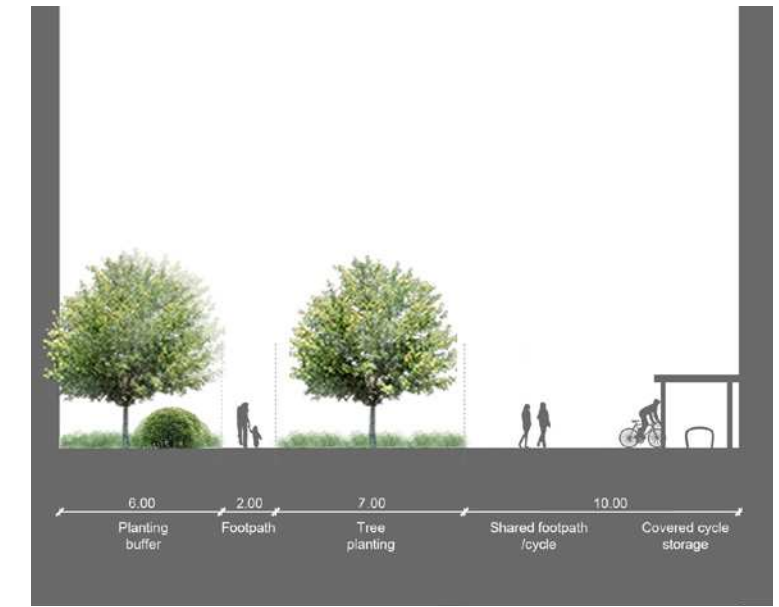 6.00 2.00 7.00 10.00
Planting Footpath Tree Shared footpath Covered cycle
buffer planting /cycle storage